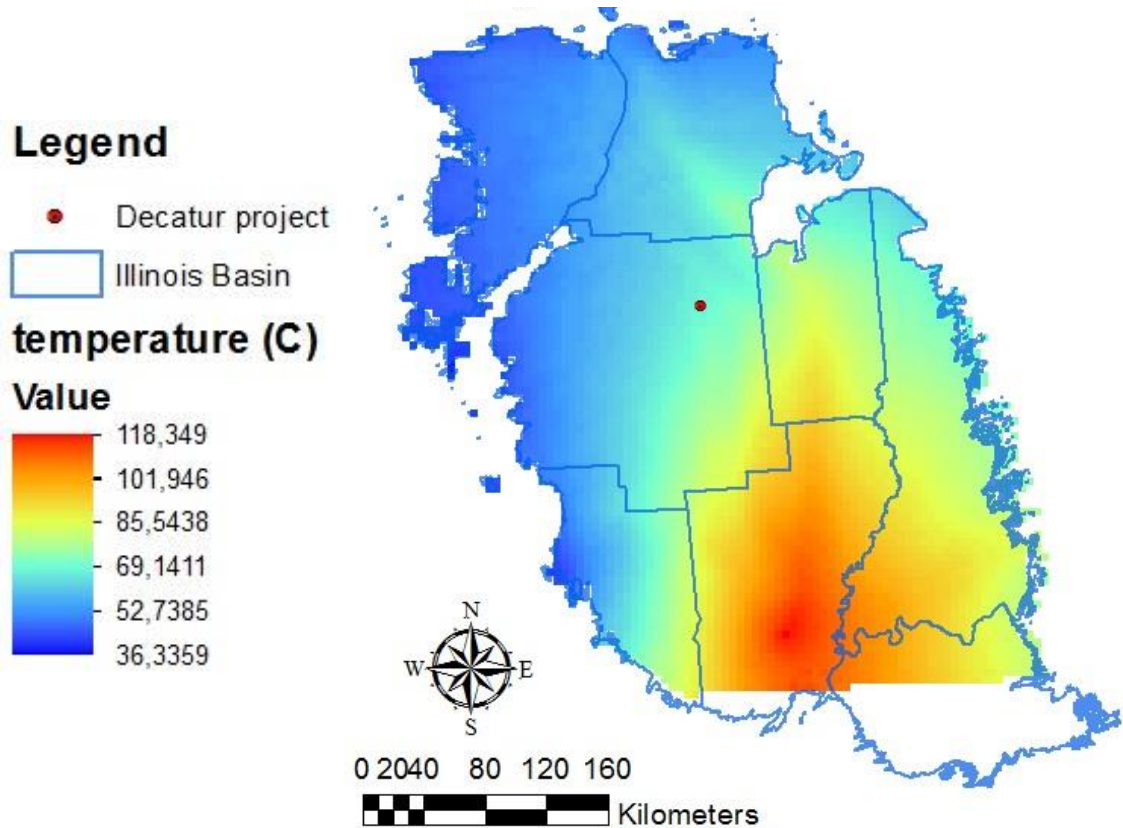 Legend
Decatur project
Illinois Basin
temperature (C)
Value
118,349
101,946
85,5438
69,1411
52,7385
36,3359
N
W E
S
0 2040 80 120 160
Kilometers